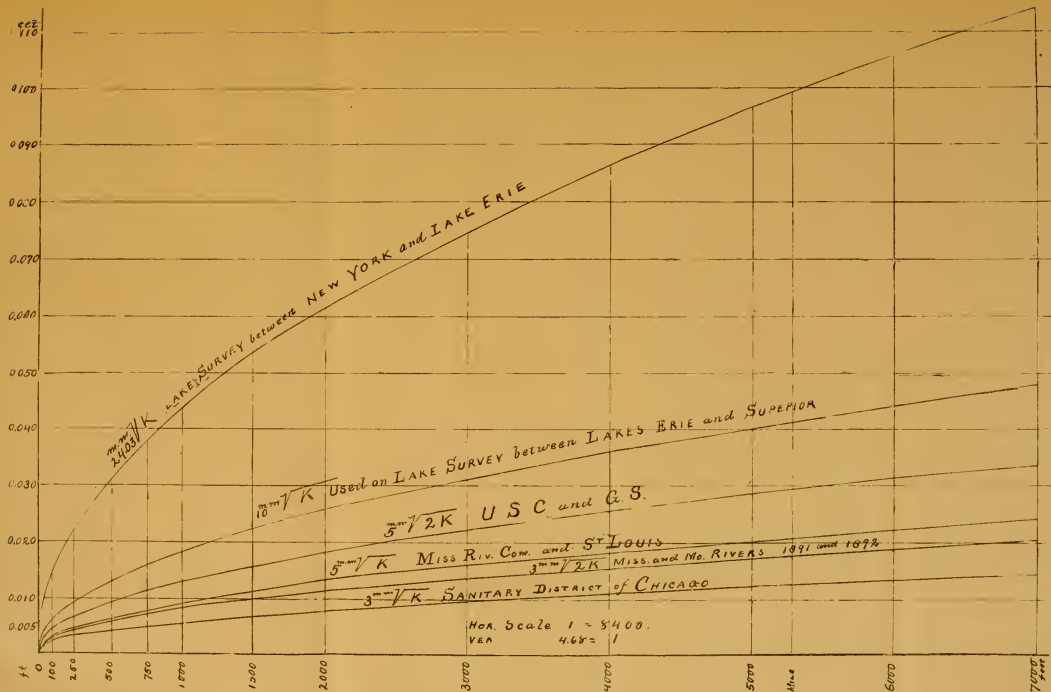 0.100
0.090
0.080
0.070
0.060
0.050
0.040
0.030
0.020
0.010
0.005
m.m 24.03√K LAKE SURVEY between NEW YORK and LAKE ERIE
10 mm √K Used on LAKE SURVEY between LAKES ERIE and SUPERIOR
5 mm √2K U S C and G.S.
5 mm √K MISS RIV. COM. and ST LOUIS
3 mm √2K MISS. and MO. RIVERS 1891 and 1892
3 mm √K SANITARY DISTRICT of CHICAGO
HOR. Scale 1 = 8400.
VER 4.68 = 1
ft 0 100 250 500 750 1000 1500 2000 3000 4000 5000 Mile 6000 7000 feet